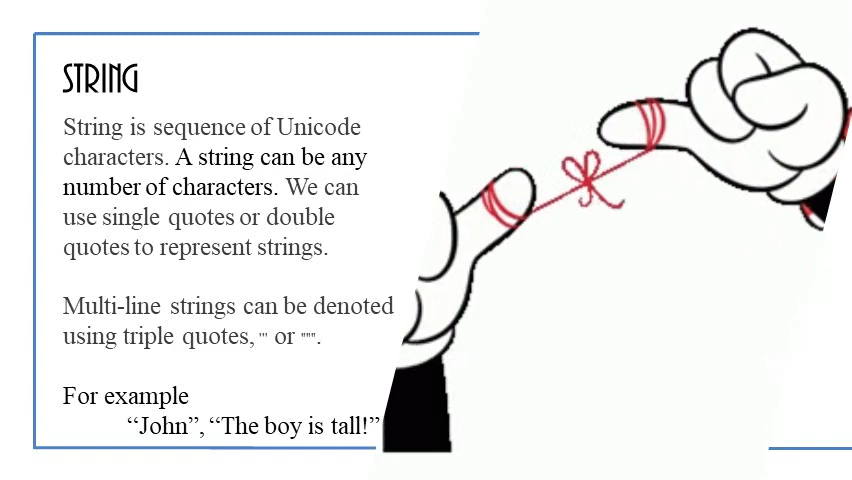 STRING
String is sequence of Unicode
characters. A string can be any
number of characters. We can
use single quotes or double
quotes to represent strings.
Multi-line strings can be denoted
using triple quotes, ''' or """.
For example
“John”, “The boy is tall!”